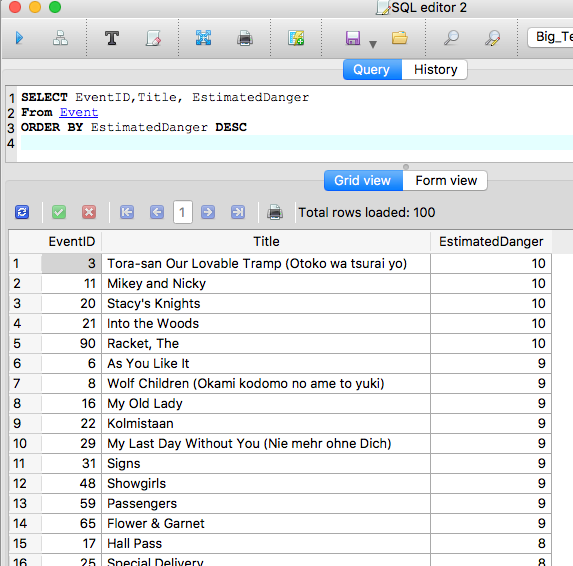 SQL editor 2
Big_Te
Query History
1 SELECT EventID,Title, EstimatedDanger
2 From Event
3 ORDER BY EstimatedDanger DESC
4
Grid view Form view
1 Total rows loaded: 100
EventID Title EstimatedDanger
1 3 Tora-san Our Lovable Tramp (Otoko wa tsurai yo) 10
2 11 Mikey and Nicky 10
3 20 Stacy's Knights 10
4 21 Into the Woods 10
5 90 Racket, The 10
6 6 As You Like It 9
7 8 Wolf Children (Okami kodomo no ame to yuki) 9
8 16 My Old Lady 9
9 22 Kolmistaan 9
10 29 My Last Day Without You (Nie mehr ohne Dich) 9
11 31 Signs 9
12 48 Showgirls 9
13 59 Passengers 9
14 65 Flower & Garnet 9
15 17 Hall Pass 8
16 25 Special Delivery 8